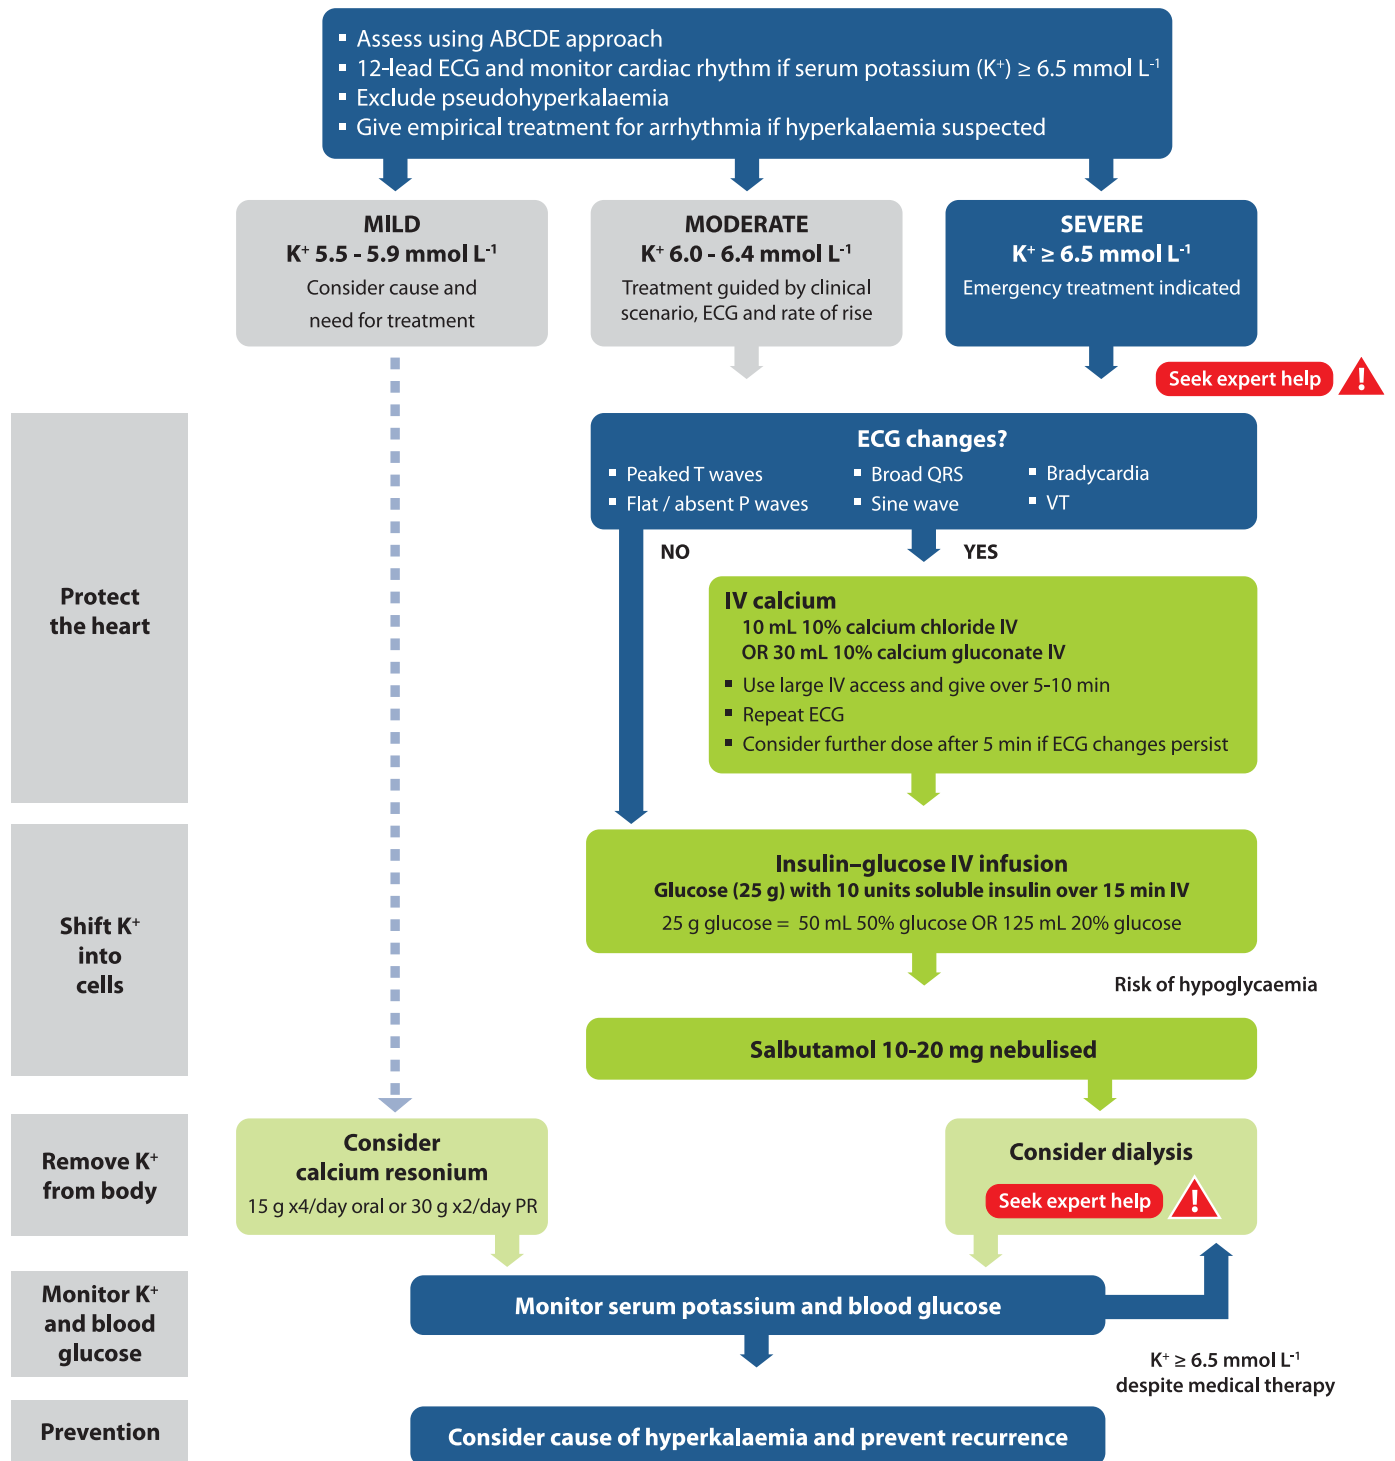 ▪ Assess using ABCDE approach
▪ 12-lead ECG and monitor cardiac rhythm if serum potassium (K⁺) ≥ 6.5 mmol L⁻¹
▪ Exclude pseudohyperkalaemia
▪ Give empirical treatment for arrhythmia if hyperkalaemia suspected
MILD
K⁺ 5.5 - 5.9 mmol L⁻¹
Consider cause and
need for treatment
MODERATE
K⁺ 6.0 - 6.4 mmol L⁻¹
Treatment guided by clinical
scenario, ECG and rate of rise
SEVERE
K⁺ ≥ 6.5 mmol L⁻¹
Emergency treatment indicated
Seek expert help
!
Protect
the heart
ECG changes?
▪ Peaked T waves
▪ Flat / absent P waves
▪ Broad QRS
▪ Sine wave
▪ Bradycardia
▪ VT
NO
YES
IV calcium
10 mL 10% calcium chloride IV
OR 30 mL 10% calcium gluconate IV
▪ Use large IV access and give over 5-10 min
▪ Repeat ECG
▪ Consider further dose after 5 min if ECG changes persist
Shift K⁺
into
cells
Insulin–glucose IV infusion
Glucose (25 g) with 10 units soluble insulin over 15 min IV
25 g glucose = 50 mL 50% glucose OR 125 mL 20% glucose
Risk of hypoglycaemia
Salbutamol 10-20 mg nebulised
Remove K⁺
from body
Consider
calcium resonium
15 g x4/day oral or 30 g x2/day PR
Consider dialysis
Seek expert help
!
Monitor K⁺
and blood
glucose
Monitor serum potassium and blood glucose
K⁺ ≥ 6.5 mmol L⁻¹
despite medical therapy
Prevention
Consider cause of hyperkalaemia and prevent recurrence